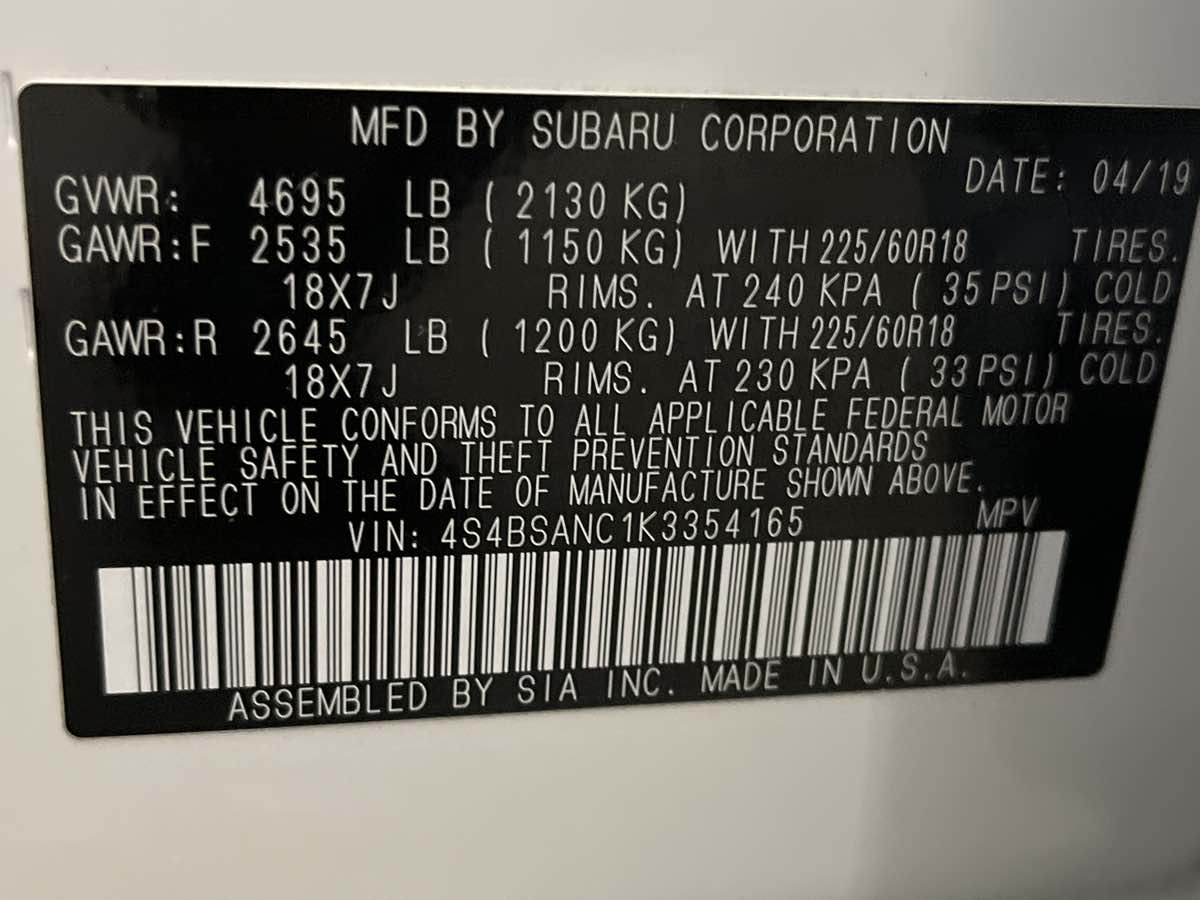 MFD BY SUBARU CORPORATION
DATE: 04/19
GVWR: 4695 LB ( 2130 KG)
GAWR:F 2535 LB ( 1150 KG) WITH 225/60R18 TIRES.
18X7J RIMS. AT 240 KPA ( 35 PSI) COLD
GAWR:R 2645 LB ( 1200 KG) WITH 225/60R18 TIRES.
18X7J RIMS. AT 230 KPA ( 33 PSI) COLD
THIS VEHICLE CONFORMS TO ALL APPLICABLE FEDERAL MOTOR
VEHICLE SAFETY AND THEFT PREVENTION STANDARDS
IN EFFECT ON THE DATE OF MANUFACTURE SHOWN ABOVE.
VIN: 4S4BSANC1K3354165 MPV
ASSEMBLED BY SIA INC. MADE IN U.S.A.